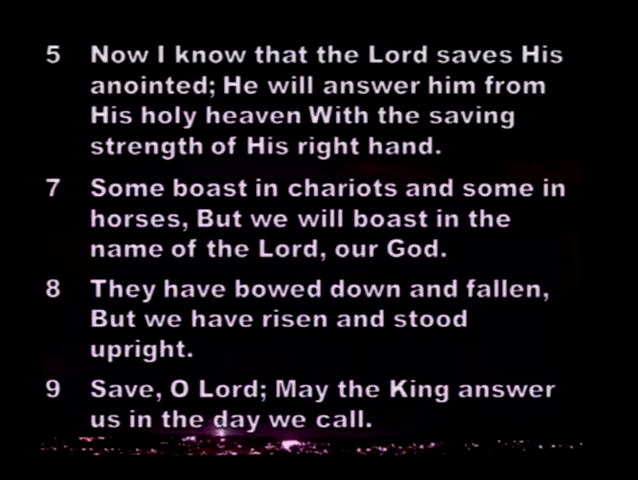 5 Now I know that the Lord saves His
anointed; He will answer him from
His holy heaven With the saving
strength of His right hand.
7 Some boast in chariots and some in
horses, But we will boast in the
name of the Lord, our God.
8 They have bowed down and fallen,
But we have risen and stood
upright.
9 Save, O Lord; May the King answer
us in the day we call.